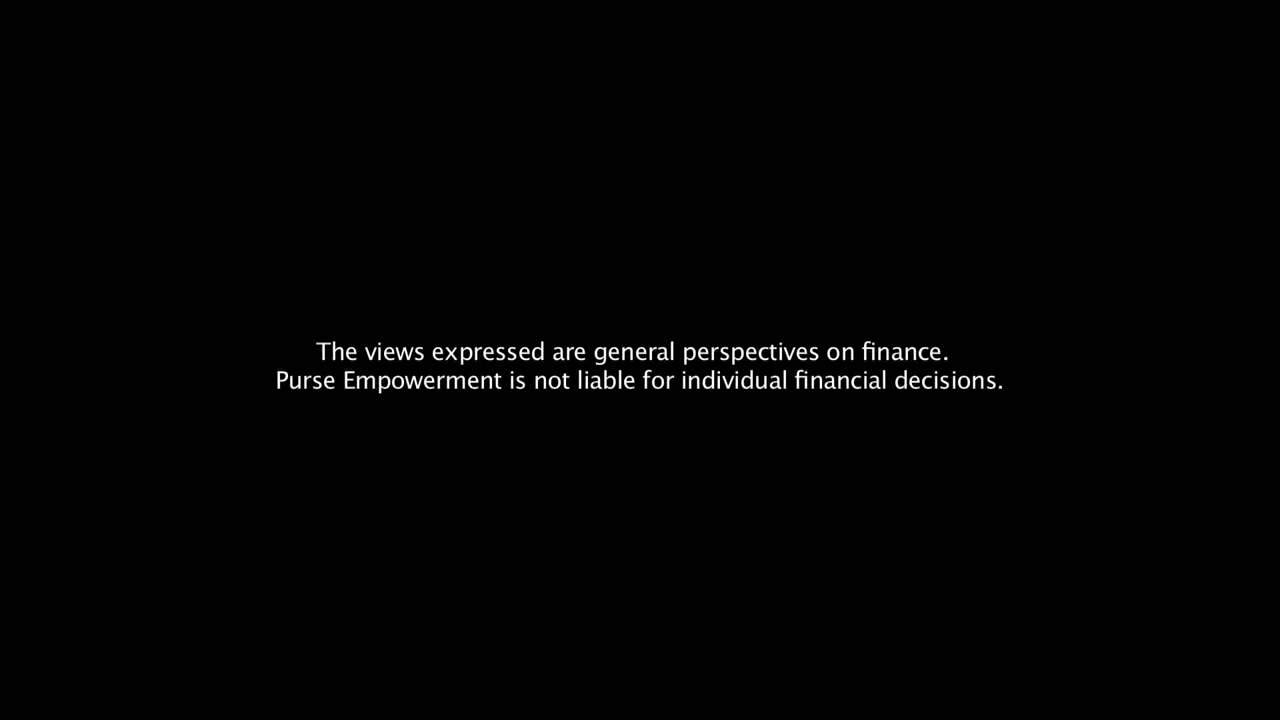 The views expressed are general perspectives on finance.
Purse Empowerment is not liable for individual financial decisions.